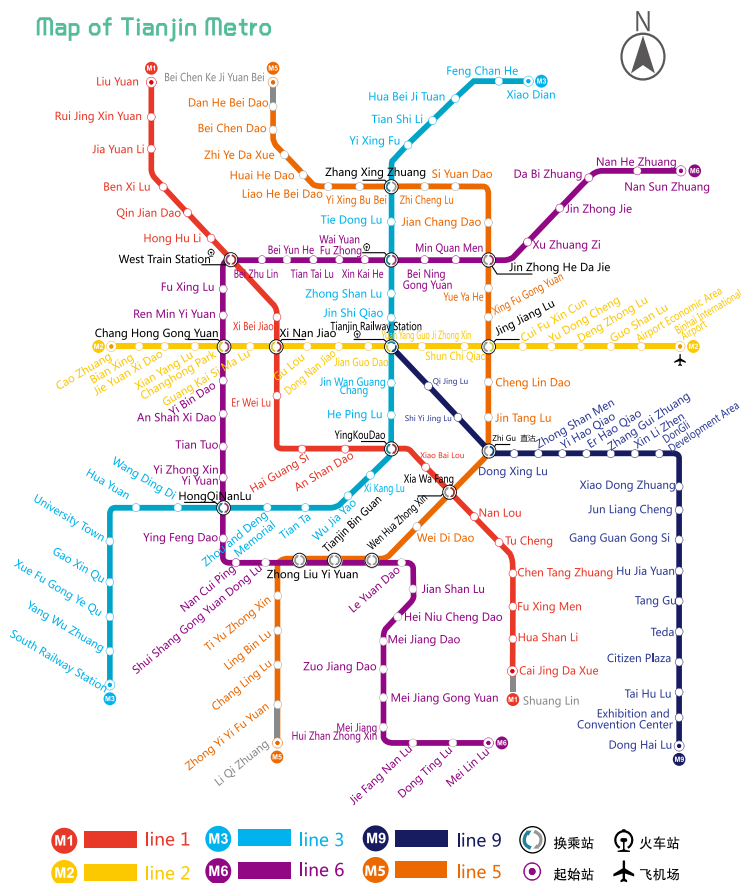 Map of Tianjin Metro
N
M1
Liu Yuan
Rui Jing Xin Yuan
Jia Yuan Li
Ben Xi Lu
Qin Jian Dao
Hong Hu Li
West Train Station
M5
Bei Chen Ke Ji Yuan Bei
Dan He Bei Dao
Bei Chen Dao
Zhi Ye Da Xue
Huai He Dao
Liao He Bei Dao
Yi Xing Bu Bei
Zhang Xing Zhuang
Zhi Cheng Lu
Si Yuan Dao
Jian Chang Dao
Feng Chan He
M3
Xiao Dian
Hua Bei Ji Tuan
Tian Shi Li
Yi Xing Fu
Tie Dong Lu
Nan He Zhuang
M6
Nan Sun Zhuang
Da Bi Zhuang
Jin Zhong Jie
Xu Zhuang Zi
Jin Zhong He Da Jie
Min Quan Men
Bei Ning
Gong Yuan
Wai Yuan
Fu Zhong
Bei Yun He
Bei Zhu Lin
Tian Tai Lu
Xin Kai He
Zhong Shan Lu
Jin Shi Qiao
Yue Ya He
Xing Fu Gong Yuan
Jing Jiang Lu
Fu Xing Lu
Ren Min Yi Yuan
Chang Hong Gong Yuan
Xi Bei Jiao
Xi Nan Jiao
Tianjin Railway Station
Yuan Yang Guo Ji Zhong Xin
Shun Chi Qiao
Cui Fu Xin Cun
Yu Dong Cheng
Deng Zhong Lu
Guo Shan Lu
Airport Economic Area
Binhai International
Airport
M2
M2
Cao Zhuang
Bian Xing
Jie Yuan Xi Dao
Xian Yang Lu
Changhong Park
Guang Kai Si Ma Lu
Gu Lou
Dong Nan Jiao
Jian Guo Dao
Yi Bin Dao
An Shan Xi Dao
Tian Tuo
Yi Zhong Xin
Yi Yuan
HongQiNanLu
Er Wei Lu
Hai Guang Si
An Shan Dao
YingKouDao
Jin Wan Guang
Chang
He Ping Lu
Qi Jing Lu
Shi Yi Jing Lu
Cheng Lin Dao
Jin Tang Lu
Zhi Gu 直沽
Xiao Bai Lou
Xia Wa Fang
Dong Xing Lu
Zhong Shan Men
Yi Hao Qiao
Er Hao Qiao
Zhang Gui Zhuang
Xin Li Zhen
DonGli
Development Area
Xiao Dong Zhuang
Jun Liang Cheng
Gang Guan Gong Si
Hu Jia Yuan
Tang Gu
Teda
Citizen Plaza
Tai Hu Lu
Exhibition and
Convention Center
Dong Hai Lu
M9
Xi Kang Lu
Wu Jia Yao
Tian Ta
Zhou and Deng
Memorial
Wang Ding Di
Hua Yuan
University Town
Gao Xin Qu
Xue Fu Gong Ye Qu
Yang Wu Zhuang
South Railway Station
M3
Ying Feng Dao
Nan Cui Ping
Shui Shang Gong Yuan Dong Lu
Zhong Liu Yi Yuan
Tianjin Bin Guan
Wen Hua Zhong Xin
Wei Di Dao
Nan Lou
Tu Cheng
Chen Tang Zhuang
Fu Xing Men
Hua Shan Li
Cai Jing Da Xue
Shuang Lin
M1
Le Yuan Dao
Jian Shan Lu
Hei Niu Cheng Dao
Mei Jiang Dao
Zuo Jiang Dao
Mei Jiang Gong Yuan
Mei Jiang
Hui Zhan Zhong Xin
Jie Fang Nan Lu
Dong Ting Lu
Mei Lin Lu
M6
Ti Yu Zhong Xin
Ling Bin Lu
Chang Ling Lu
Zhong Yi Yi Fu Yuan
Li Qi Zhuang
M5
M1 line 1
M3 line 3
M9 line 9
换乘站
火车站
M2 line 2
M6 line 6
M5 line 5
起始站
飞机场